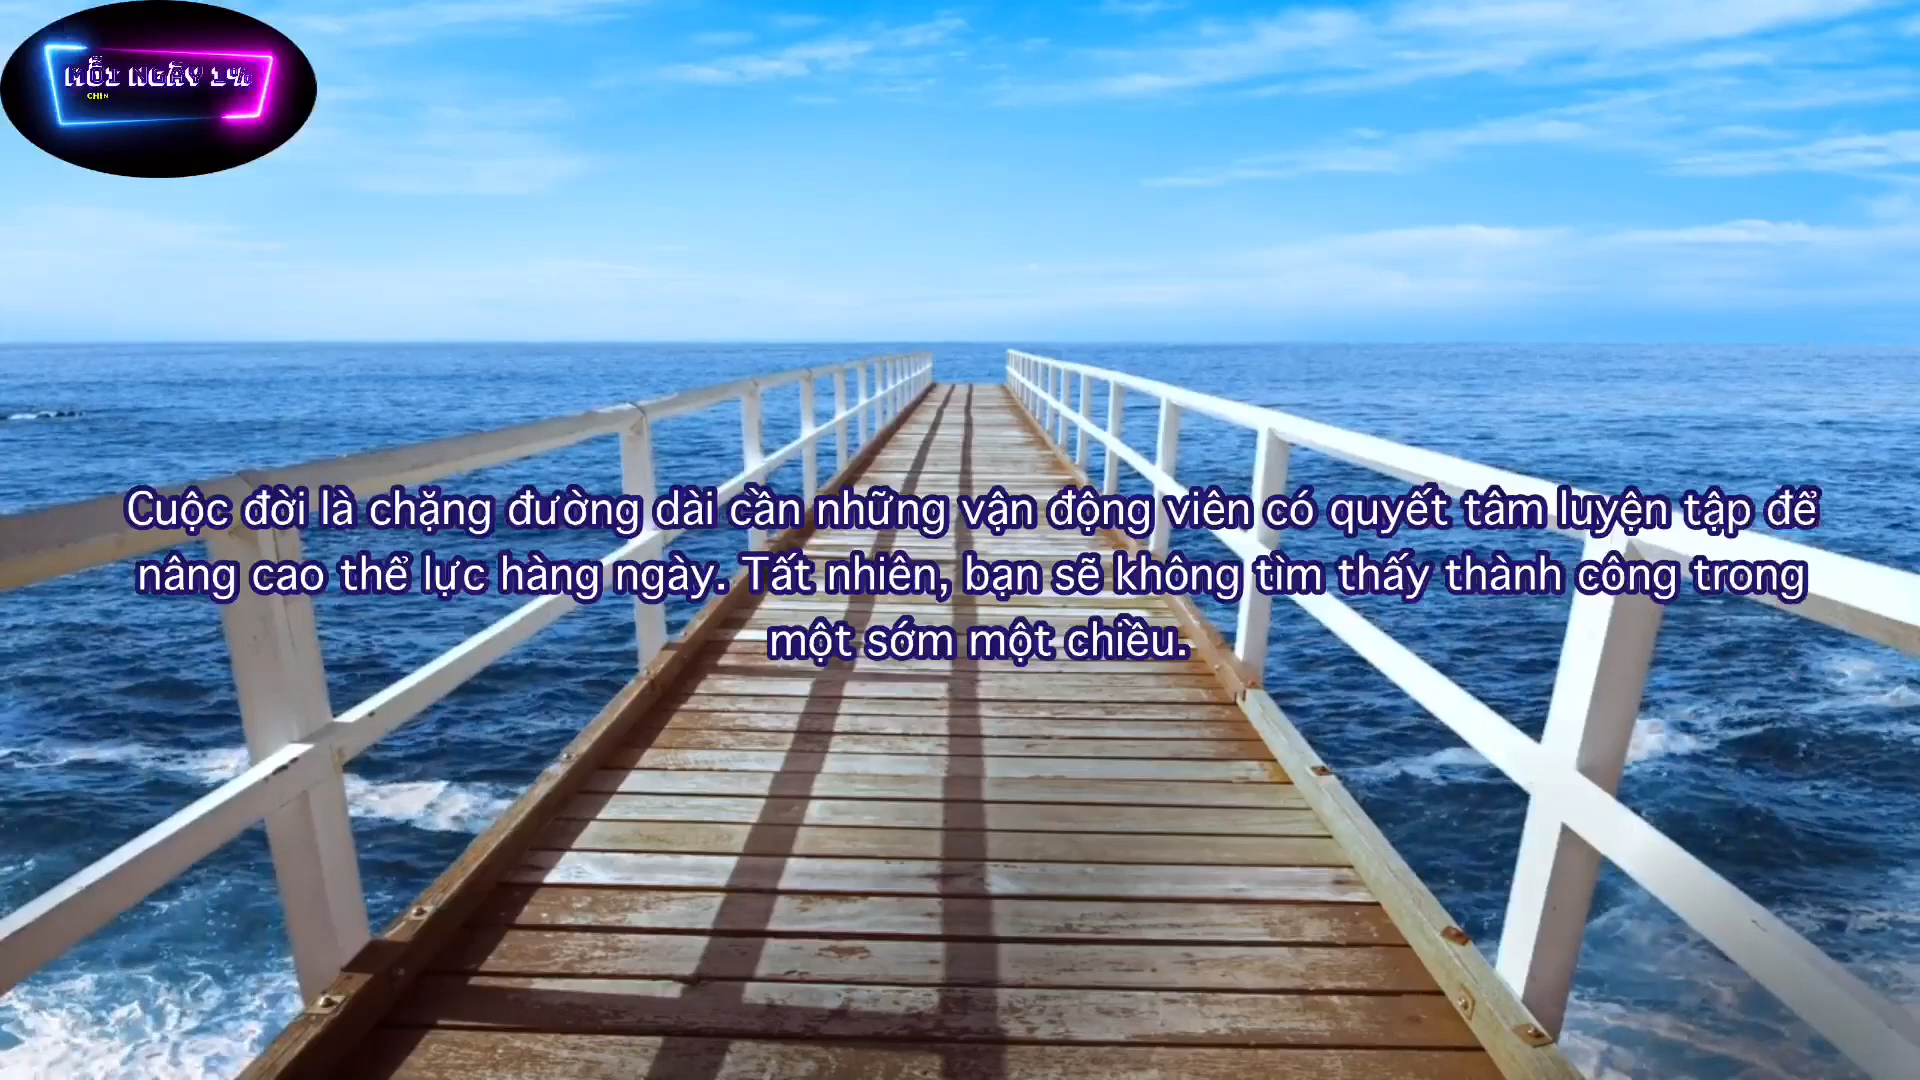 MỖI NGÀY 1%
CHIN
Cuộc đời là chặng đường dài cần những vận động viên có quyết tâm luyện tập để
nâng cao thể lực hàng ngày. Tất nhiên, bạn sẽ không tìm thấy thành công trong
một sớm một chiều.